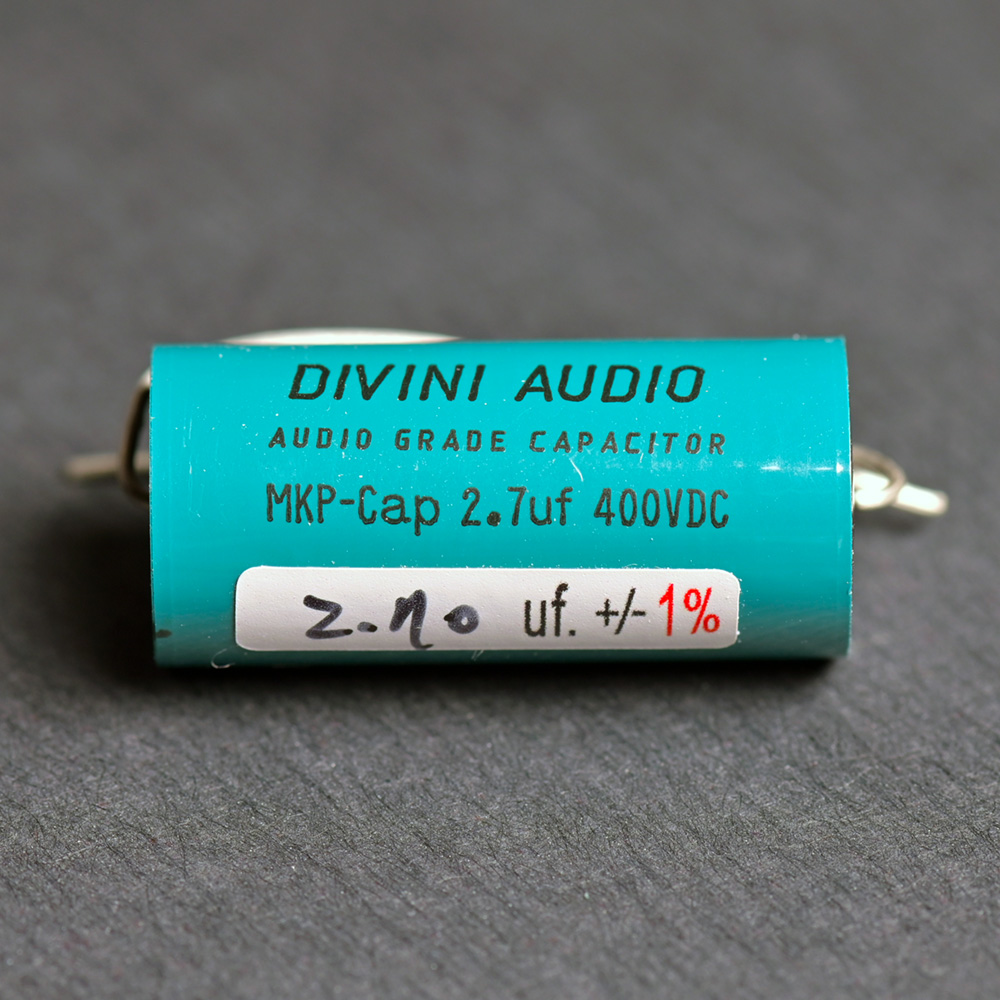 DIVINI AUDIO
AUDIO GRADE CAPACITOR
MKP-Cap 2.7uf 400VDC
2.70 uf. +/-1%